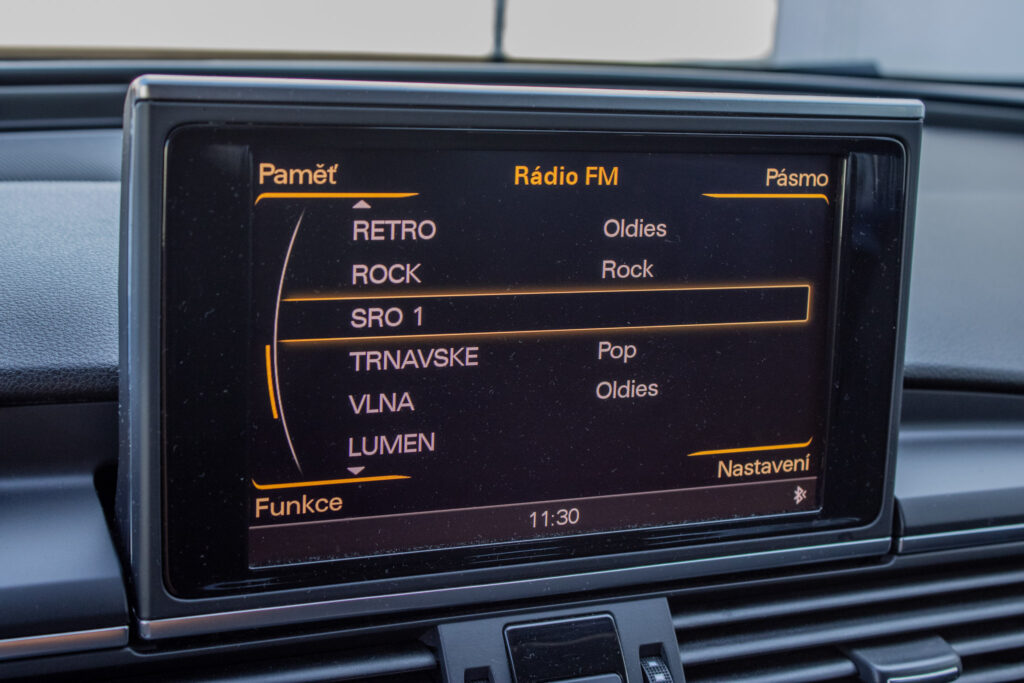 Paměť Rádio FM Pásmo
RETRO Oldies
ROCK Rock
SRO 1
TRNAVSKE Pop
VLNA Oldies
LUMEN
Funkce Nastavení
11:30